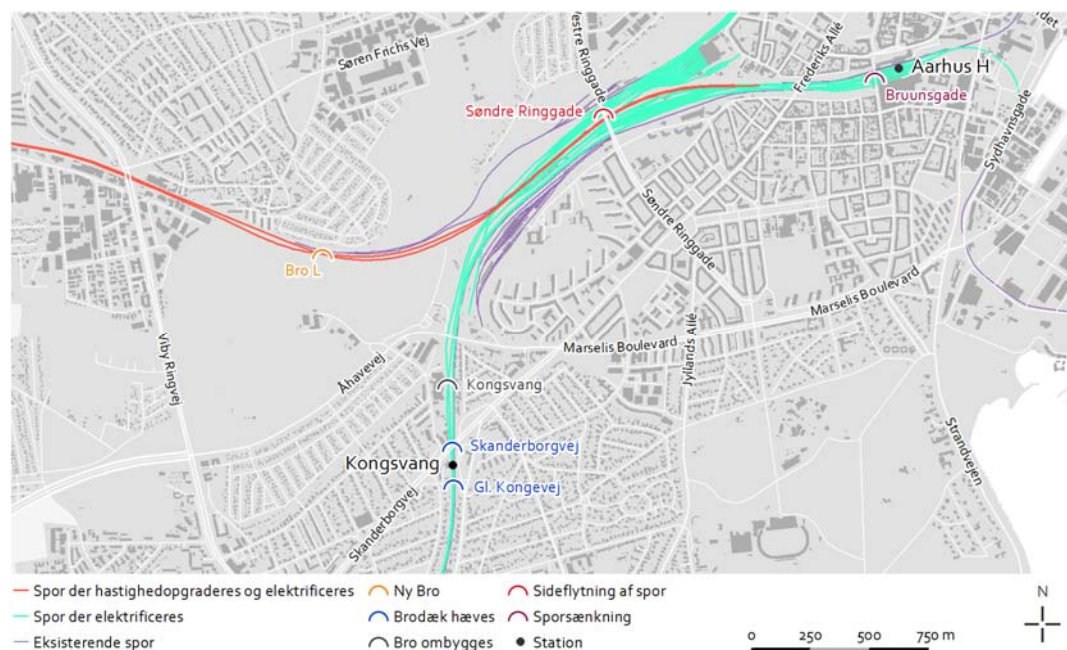 Søren Frichs Vej
estre Ringgade
Frederiks Allé
det
Aarhus H
Bruunsgade
Sydhavnsgade
Søndre Ringgade
Søndre Ringgade
Bro L
Marselis Boulevard
Marselis Boulevard
Viby Ringvej
Åhavevej
Jyllands Allé
Kongsvang
Strandvejen
Skanderborgvej
Kongsvang
Gl. Kongevej
Skanderborgvej
Spor der hastighedopgraderes og elektrificeres
Ny Bro
Sideflytning af spor
N
Spor der elektrificeres
Brodæk hæves
Sporsænkning
Eksisterende spor
Bro ombygges
Station
0 250 500 750 m